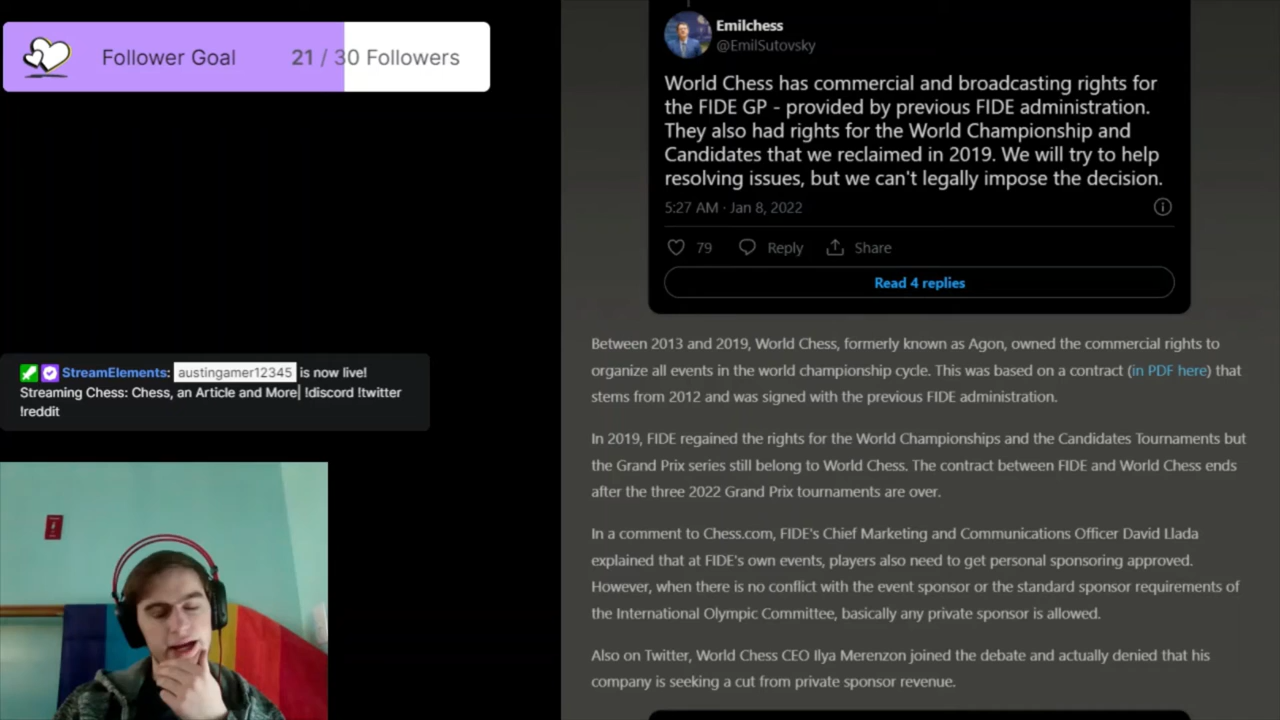 Follower Goal 21 / 30 Followers
StreamElements: austingamer12345 is now live!
Streaming Chess: Chess, an Article and More| !discord !twitter
!reddit
Emilchess
@EmilSutovsky
World Chess has commercial and broadcasting rights for
the FIDE GP - provided by previous FIDE administration.
They also had rights for the World Championship and
Candidates that we reclaimed in 2019. We will try to help
resolving issues, but we can't legally impose the decision.
5:27 AM · Jan 8, 2022
79 Reply Share
Read 4 replies
Between 2013 and 2019, World Chess, formerly known as Agon, owned the commercial rights to
organize all events in the world championship cycle. This was based on a contract (in PDF here) that
stems from 2012 and was signed with the previous FIDE administration.
In 2019, FIDE regained the rights for the World Championships and the Candidates Tournaments but
the Grand Prix series still belong to World Chess. The contract between FIDE and World Chess ends
after the three 2022 Grand Prix tournaments are over.
In a comment to Chess.com, FIDE's Chief Marketing and Communications Officer David Llada
explained that at FIDE's own events, players also need to get personal sponsoring approved.
However, when there is no conflict with the event sponsor or the standard sponsor requirements of
the International Olympic Committee, basically any private sponsor is allowed.
Also on Twitter, World Chess CEO Ilya Merenzon joined the debate and actually denied that his
company is seeking a cut from private sponsor revenue.